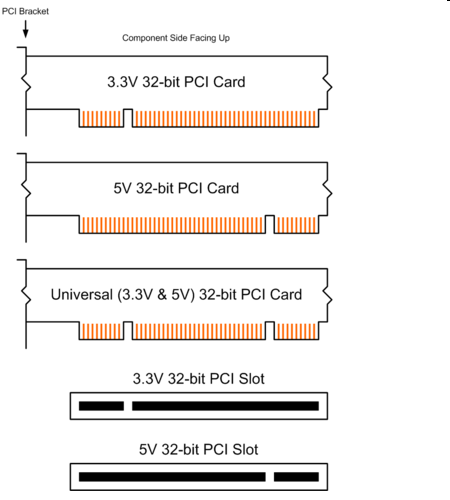 PCI Bracket
Component Side Facing Up
3.3V 32-bit PCI Card
5V 32-bit PCI Card
Universal (3.3V & 5V) 32-bit PCI Card
3.3V 32-bit PCI Slot
5V 32-bit PCI Slot